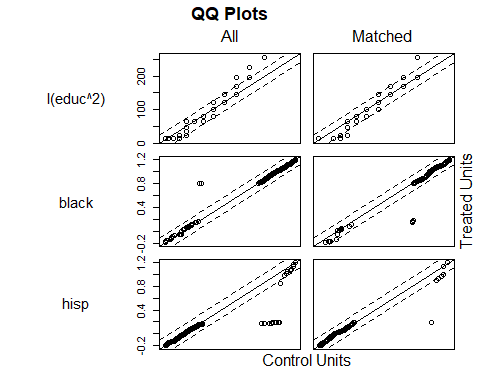 QQ Plots
All Matched
I(educ^2)
0 100 200
black
-0.2 0.4 0.8 1.2
Treated Units
hisp
-0.2 0.4 0.8 1.2
Control Units